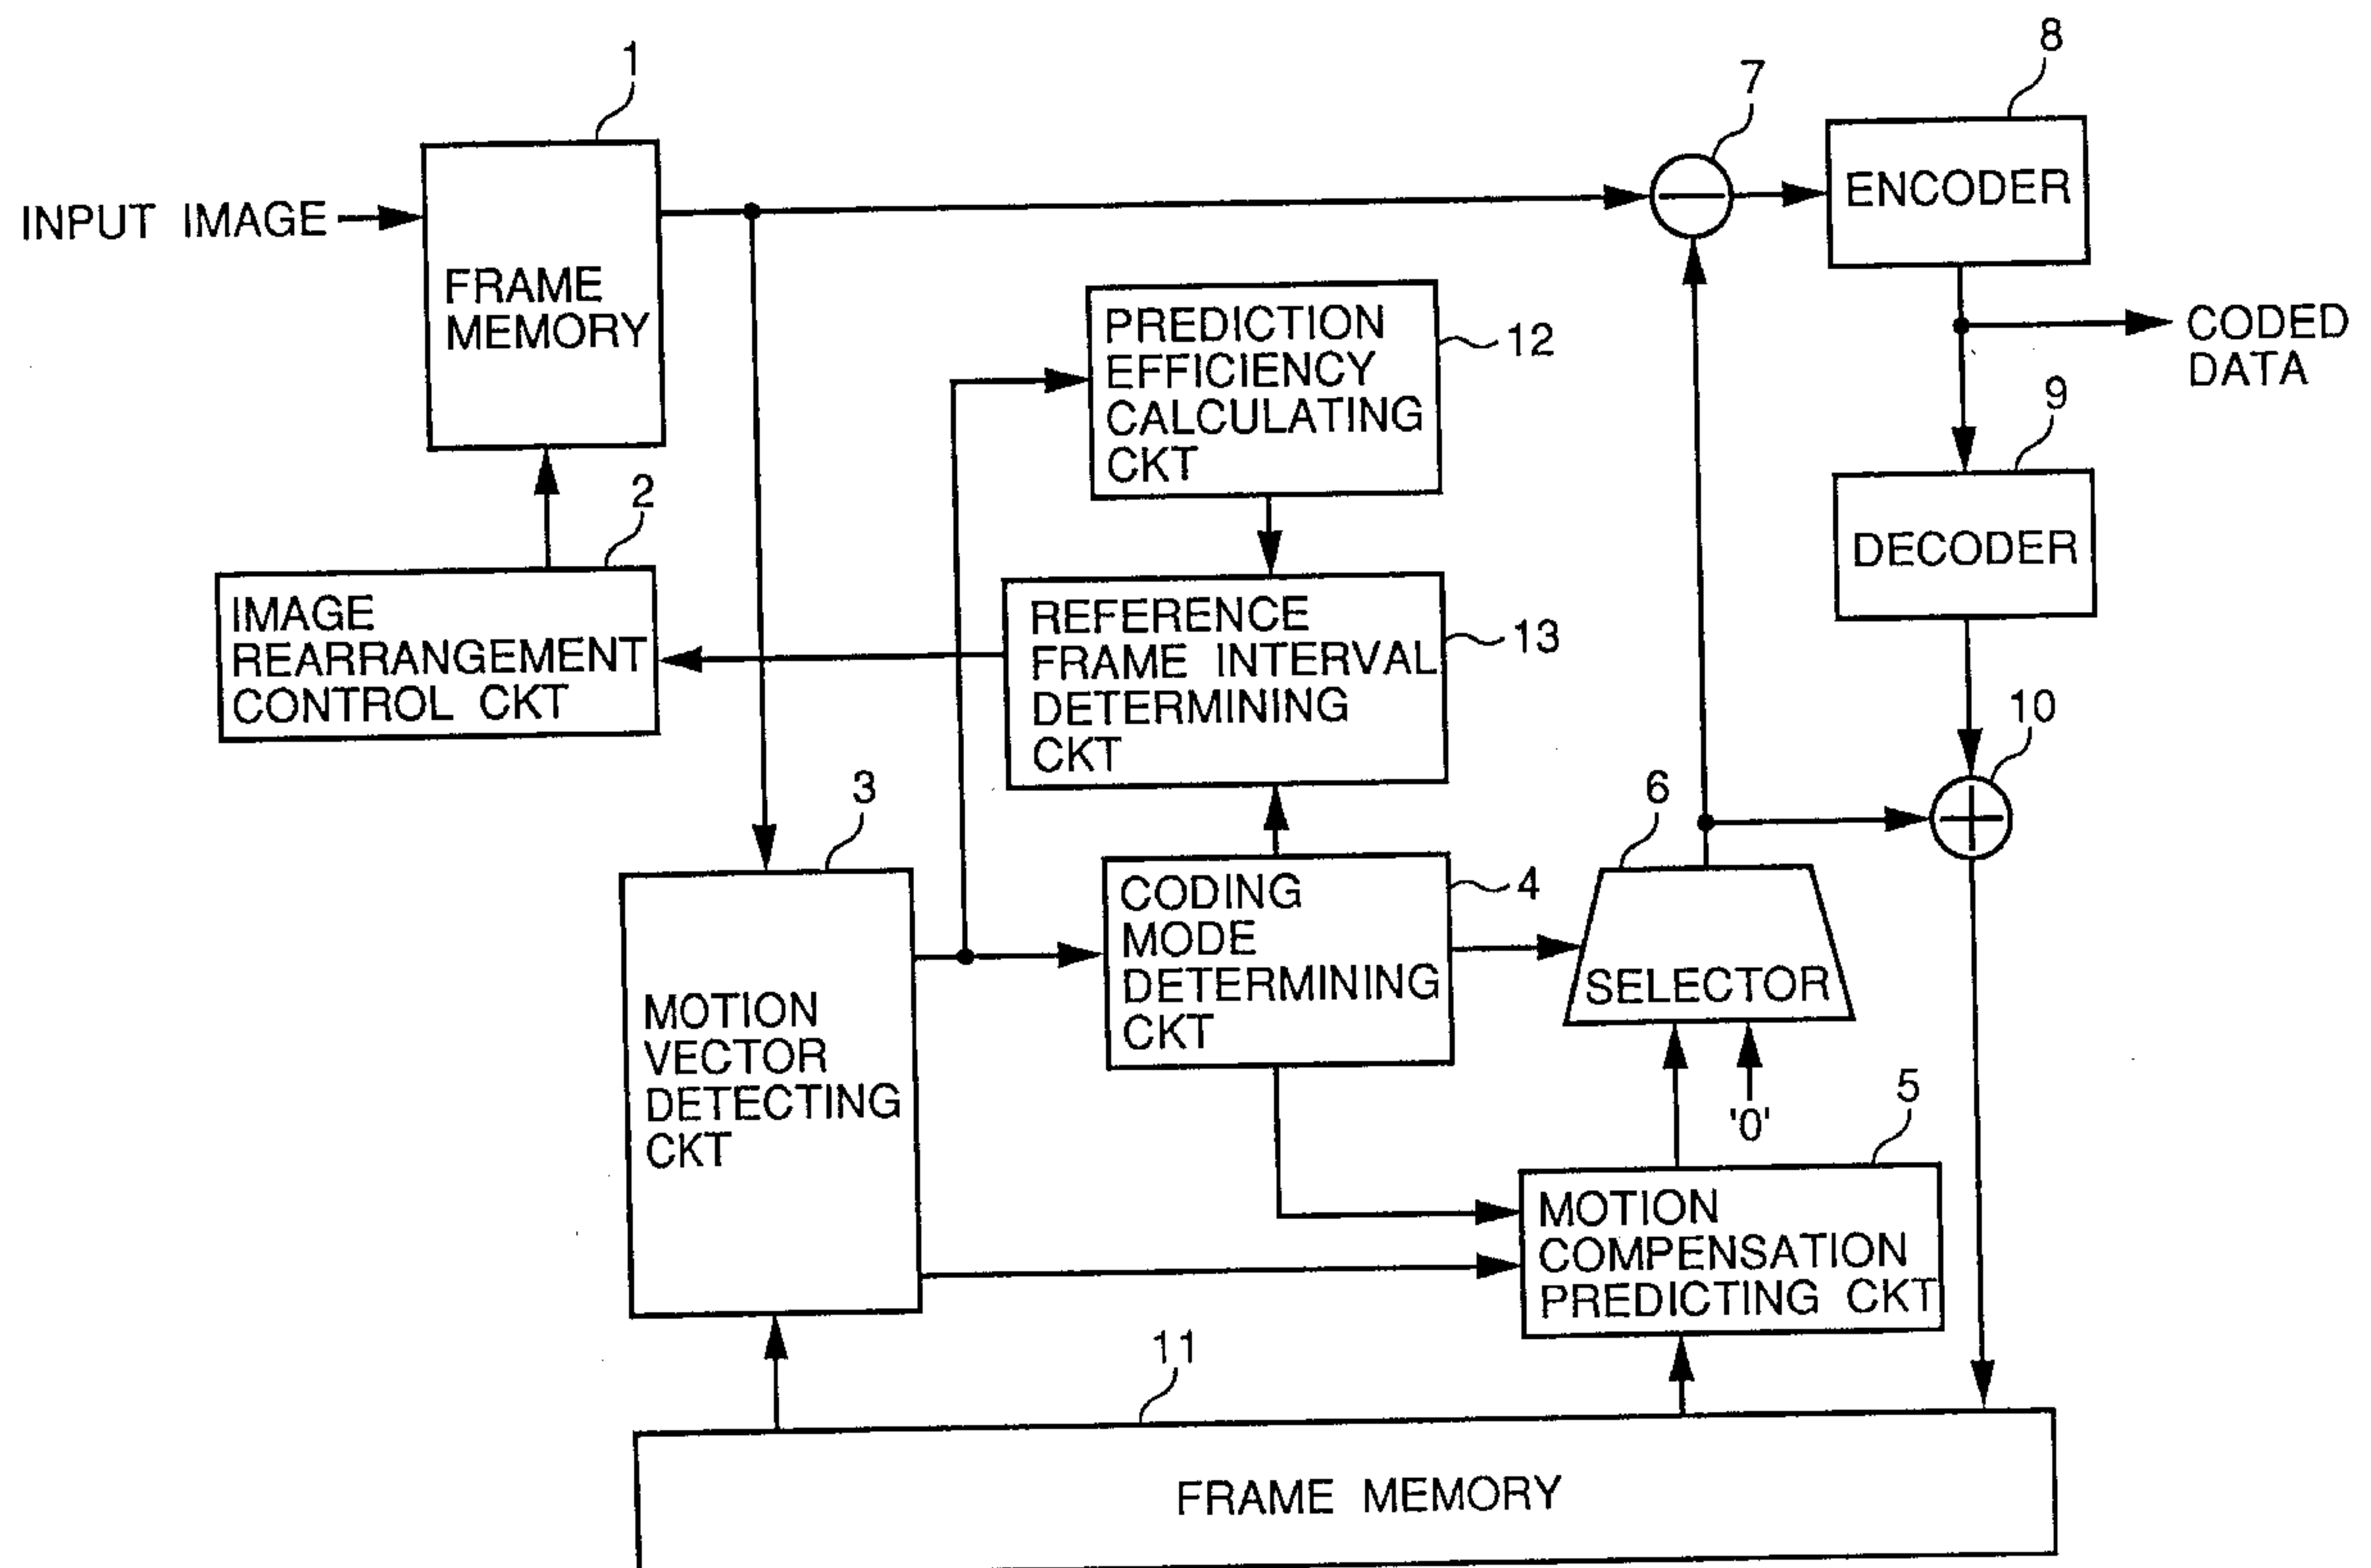 1
INPUT IMAGE
FRAME
MEMORY
2
IMAGE
REARRANGEMENT
CONTROL CKT
3
MOTION
VECTOR
DETECTING
CKT
PREDICTION
EFFICIENCY
CALCULATING
CKT
12
REFERENCE
FRAME INTERVAL
DETERMINING
CKT
13
CODING
MODE
DETERMINING
CKT
4
6
SELECTOR
'0'
5
MOTION
COMPENSATION
PREDICTING CKT
7
8
ENCODER
CODED
DATA
9
DECODER
10
11
FRAME MEMORY